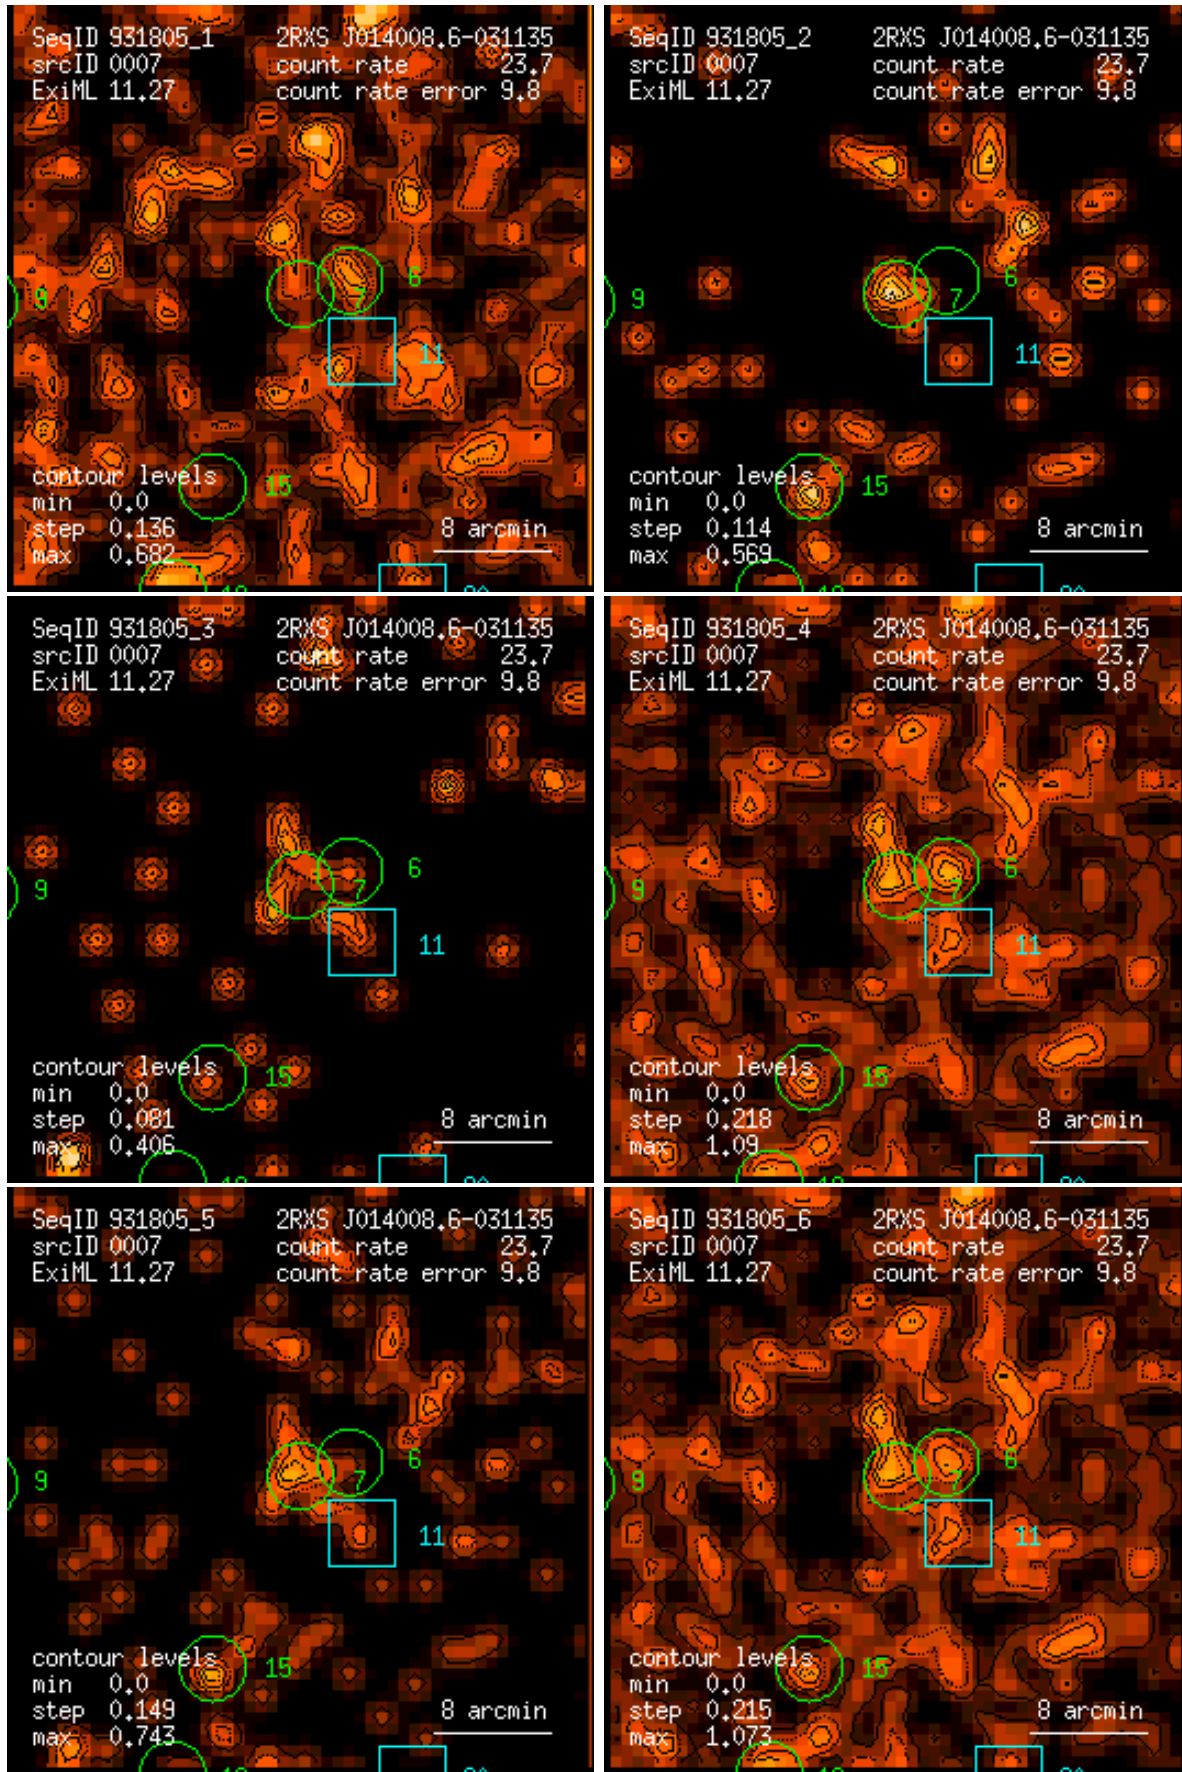 SeqID 931805_1 2RXS J014008.6-031135
srcID 0007 count rate 23.7
ExiML 11.27 count rate error 9.8
6
9 7
11
contour levels 15
min 0.0
step 0.136 8 arcmin
max 0.682
SeqID 931805_2 2RXS J014008.6-031135
srcID 0007 count rate 23.7
ExiML 11.27 count rate error 9.8
6
9 7
11
contour levels 15
min 0.0
step 0.114 8 arcmin
max 0.569
SeqID 931805_3 2RXS J014008.6-031135
srcID 0007 count rate 23.7
ExiML 11.27 count rate error 9.8
6
9 7
11
contour levels 15
min 0.0
step 0.081 8 arcmin
max 0.406
SeqID 931805_4 2RXS J014008.6-031135
srcID 0007 count rate 23.7
ExiML 11.27 count rate error 9.8
6
9 7
11
contour levels 15
min 0.0
step 0.218 8 arcmin
max 1.09
SeqID 931805_5 2RXS J014008.6-031135
srcID 0007 count rate 23.7
ExiML 11.27 count rate error 9.8
6
9 7
11
contour levels 15
min 0.0
step 0.149 8 arcmin
max 0.743
SeqID 931805_6 2RXS J014008.6-031135
srcID 0007 count rate 23.7
ExiML 11.27 count rate error 9.8
6
9 7
11
contour levels 15
min 0.0
step 0.215 8 arcmin
max 1.073